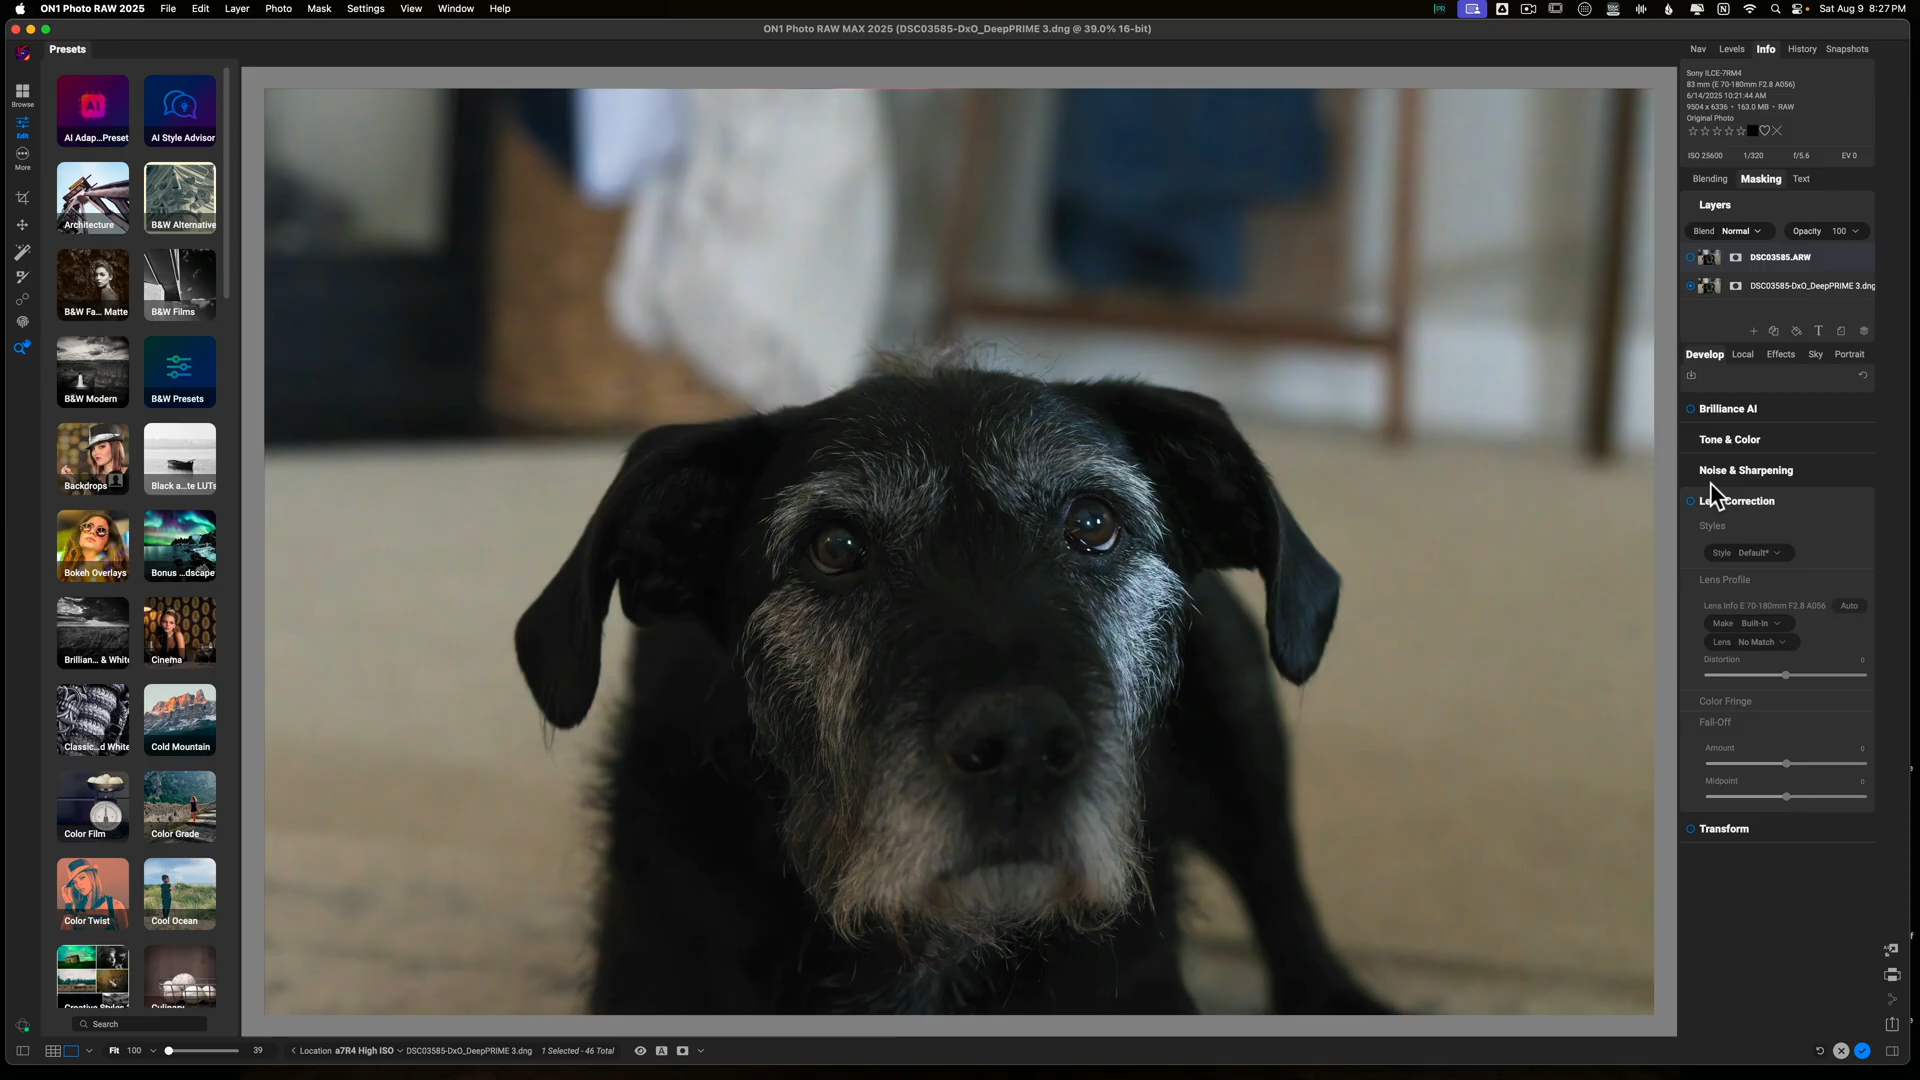 ON1 Photo RAW 2025 File Edit Layer Photo Mask Settings View Window Help
Sat Aug 9 8:27 PM
ON1 Photo RAW MAX 2025 (DSC03585-DxO_DeepPRIME 3.dng @ 39.0% 16-bit)
Presets
Browse
Edit
More
AI Adap...Preset
AI Style Advisor
Architecture
B&W Alternative
B&W Fa... Matte
B&W Films
B&W Modern
B&W Presets
Backdrops
Black a...te LUTs
Bokeh Overlays
Bonus ...dscape
Brillian... & White
Cinema
Classic...d White
Cold Mountain
Color Film
Color Grade
Color Twist
Cool Ocean
Search
Nav Levels Info History Snapshots
Sony ILCE-7RM4
83 mm (E 70-180mm F2.8 A056)
6/14/2025 10:21:44 AM
9504 x 6336 • 163.0 MB • RAW
Original Photo
ISO 25600 1/320 f/5.6 EV 0
Blending Masking Text
Layers
Blend Normal Opacity 100
DSC03585.ARW
DSC03585-DxO_DeepPRIME 3.dng
Develop Local Effects Sky Portrait
Brilliance AI
Tone & Color
Noise & Sharpening
Correction
Styles
Style Default*
Lens Profile
Lens Info E 70-180mm F2.8 A056 Auto
Make Built-In
Lens No Match
Distortion 0
Color Fringe
Fall-Off
Amount 0
Midpoint 0
Transform
Fit 100 39 Location a7R4 High ISO DSC03585-DxO_DeepPRIME 3.dng 1 Selected - 46 Total